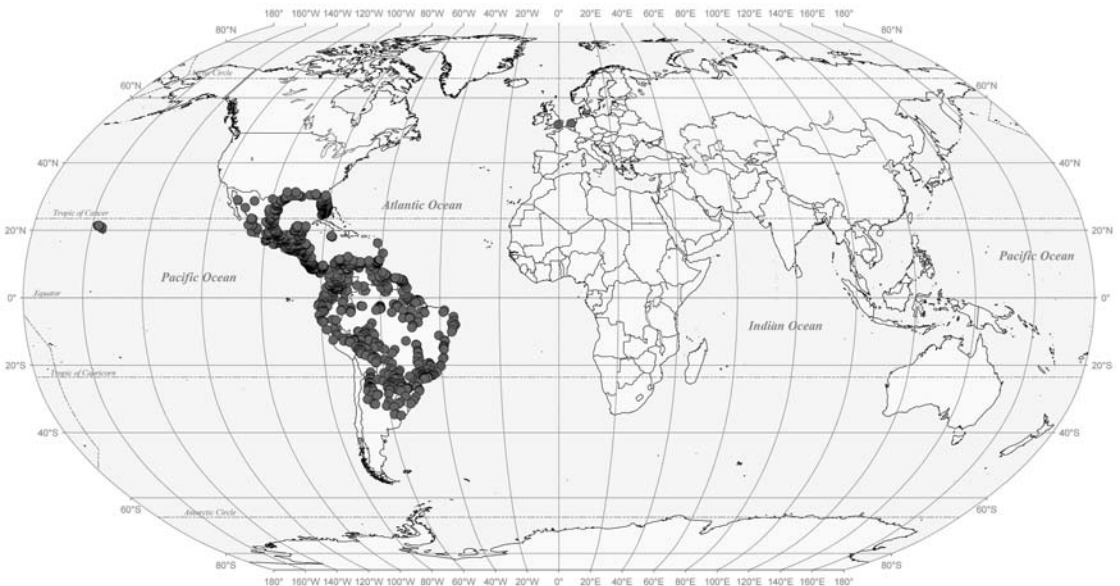 180° 160°W 140°W 120°W 100°W 80°W 60°W 40°W 20°W 0° 20°E 40°E 60°E 80°E 100°E 120°E 140°E 160°E 180°
80°N 80°N
Circle
60°N 60°N
40°N 40°N
Atlantic Ocean
Tropic of Cancer
20°N 20°N
Pacific Ocean Pacific Ocean
Equator
0° 0°
Indian Ocean
20°S 20°S
Tropic of Capricorn
40°S 40°S
60°S 60°S
Antarctic Circle
80°S 80°S
180° 160°W 140°W 120°W 100°W 80°W 60°W 40°W 20°W 0° 20°E 40°E 60°E 80°E 100°E 120°E 140°E 160°E 180°